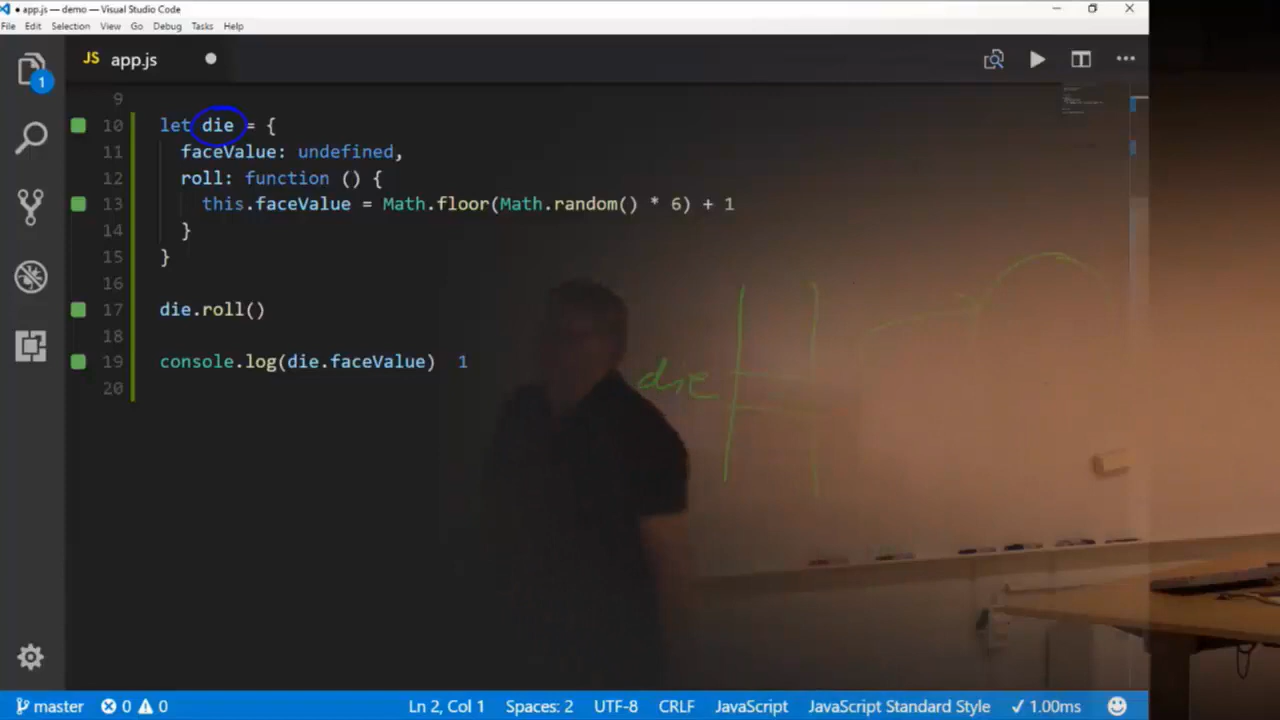 app.js — demo — Visual Studio Code
File Edit Selection View Go Debug Tasks Help
JS app.js
1
9
10 let die = {
11 faceValue: undefined,
12 roll: function () {
13 this.faceValue = Math.floor(Math.random() * 6) + 1
14 }
15 }
16
17 die.roll()
18
19 console.log(die.faceValue) 1
20
die
master 0 0 Ln 2, Col 1 Spaces: 2 UTF-8 CRLF JavaScript JavaScript Standard Style ✓ 1.00ms